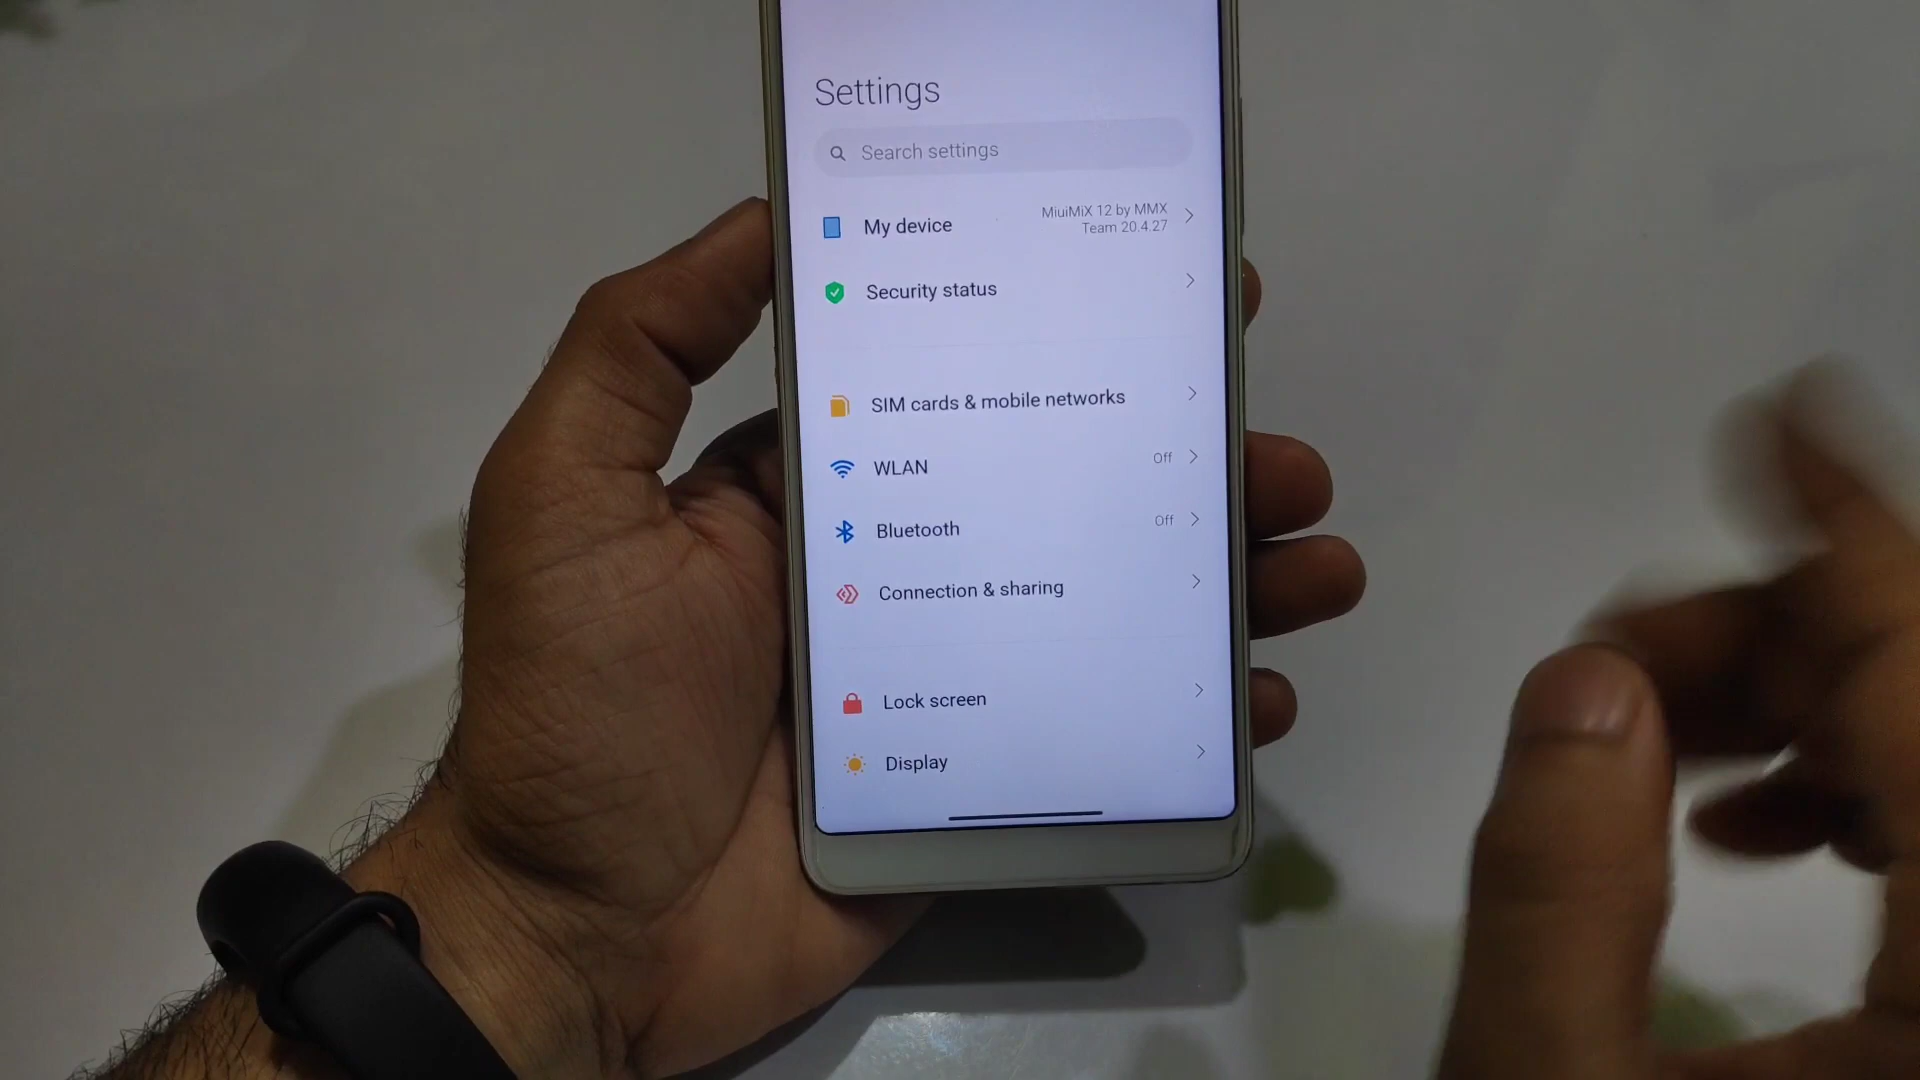 Settings
Search settings
My device
MiuiMiX 12 by MMX
Team 20.4.27
Security status
SIM cards & mobile networks
WLAN
Off
Bluetooth
Off
Connection & sharing
Lock screen
Display